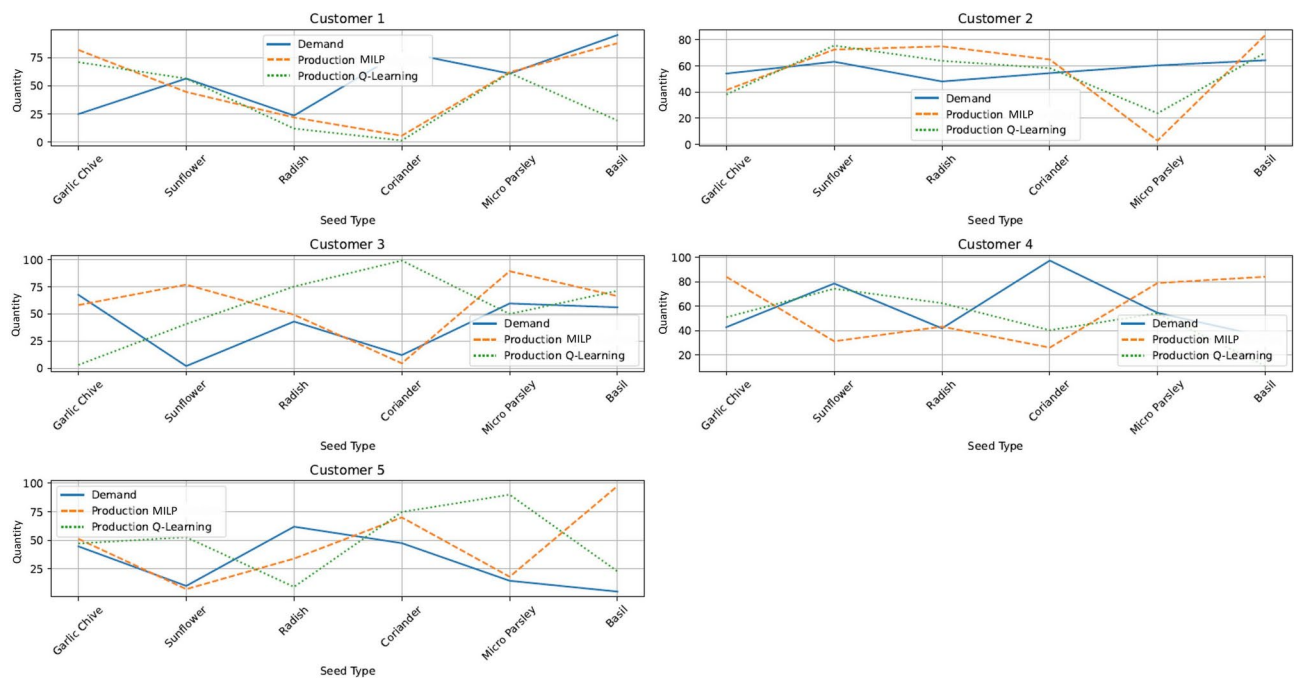 Customer 1
Quantity
75
50
25
0
Demand
Production MILP
Production Q-Learning
Garlic Chive
Sunflower
Radish
Coriander
Micro Parsley
Basil
Seed Type
Customer 2
Quantity
80
60
40
20
0
Demand
Production MILP
Production Q-Learning
Garlic Chive
Sunflower
Radish
Coriander
Micro Parsley
Basil
Seed Type
Customer 3
Quantity
100
75
50
25
0
Demand
Production MILP
Production Q-Learning
Garlic Chive
Sunflower
Radish
Coriander
Micro Parsley
Basil
Seed Type
Customer 4
Quantity
100
80
60
40
20
Demand
Production MILP
Production Q-Learning
Garlic Chive
Sunflower
Radish
Coriander
Micro Parsley
Basil
Seed Type
Customer 5
Quantity
100
75
50
25
Demand
Production MILP
Production Q-Learning
Garlic Chive
Sunflower
Radish
Coriander
Micro Parsley
Basil
Seed Type